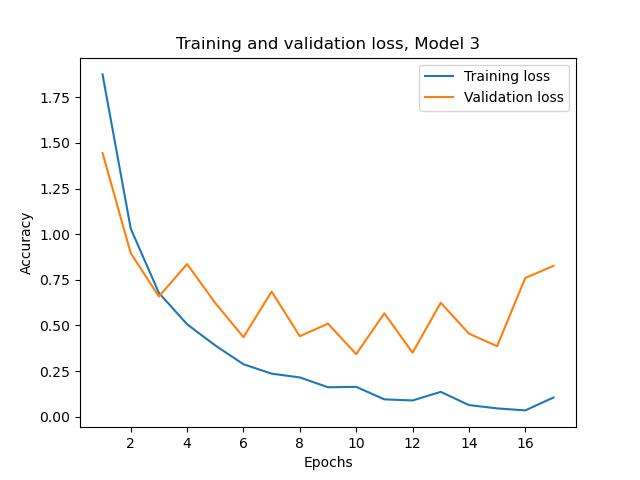 Training and validation loss, Model 3
Training loss
Validation loss
1.75
1.50
1.25
1.00
0.75
0.50
0.25
0.00
Accuracy
2 4 6 8 10 12 14 16
Epochs